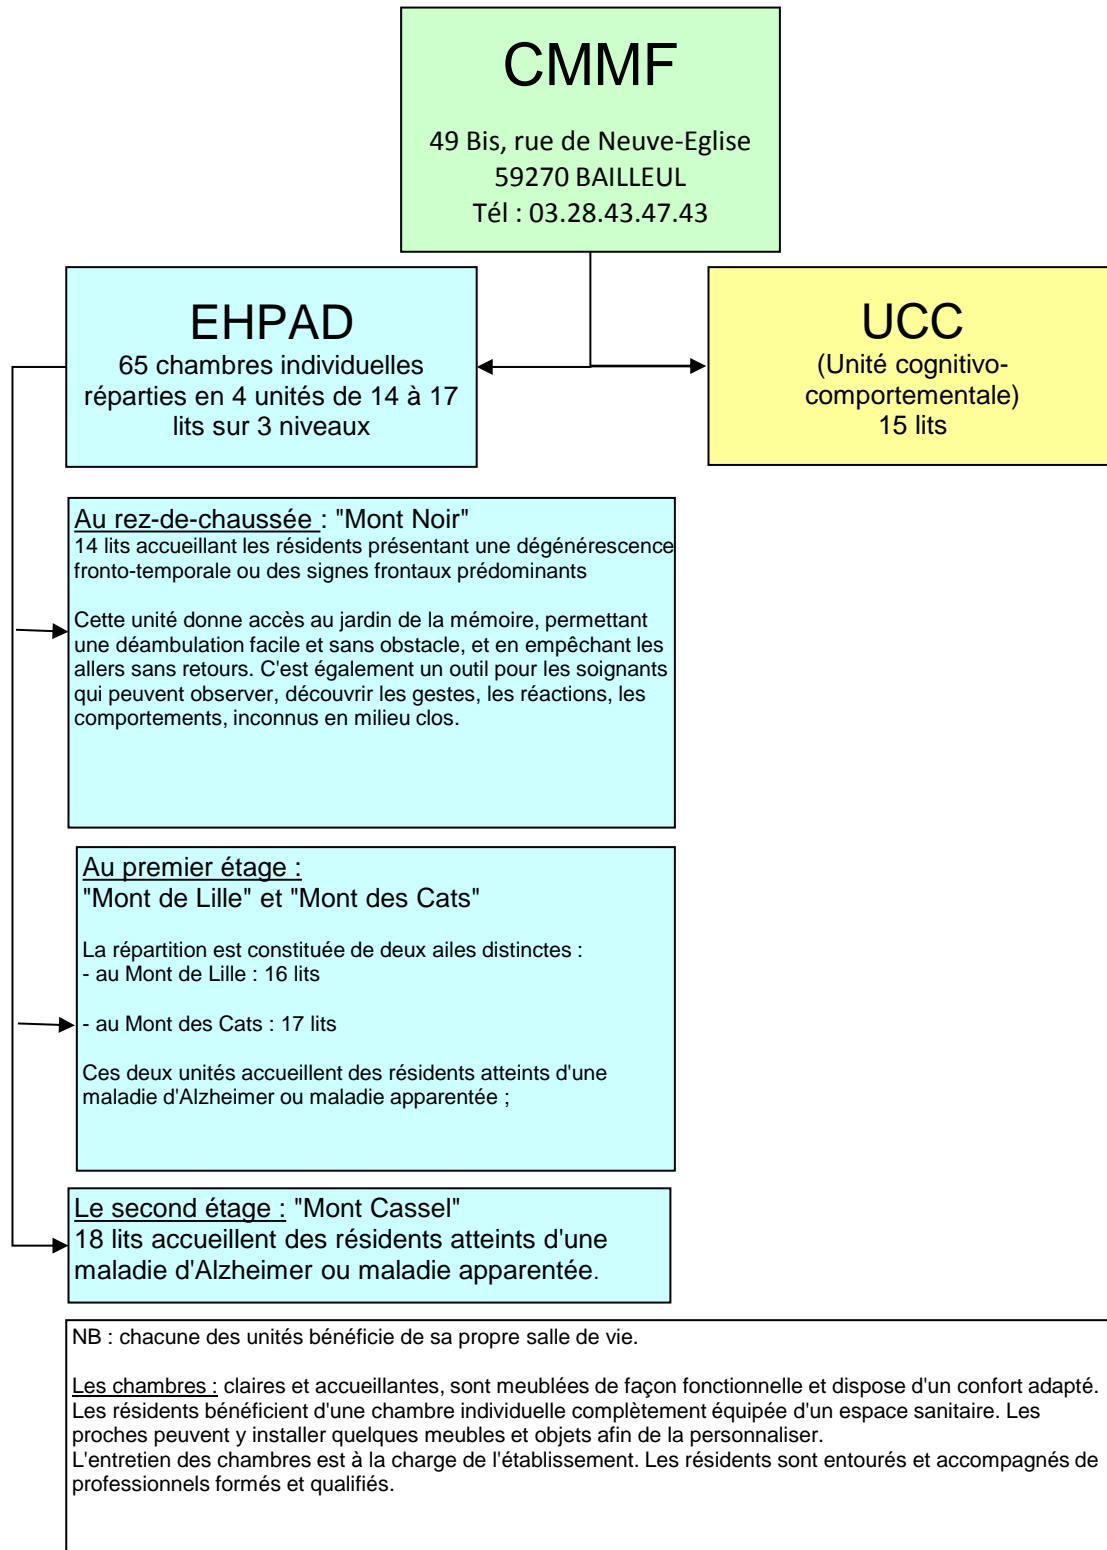 CMMF
49 Bis, rue de Neuve-Eglise
59270 BAILLEUL
Tél : 03.28.43.47.43
EHPAD
65 chambres individuelles
réparties en 4 unités de 14 à 17
lits sur 3 niveaux
UCC
(Unité cognitivo-
comportementale)
15 lits
Au rez-de-chaussée : "Mont Noir"
14 lits accueillant les résidents présentant une dégénérescence
fronto-temporale ou des signes frontaux prédominants
Cette unité donne accès au jardin de la mémoire, permettant
une déambulation facile et sans obstacle, et en empêchant les
allers sans retours. C'est également un outil pour les soignants
qui peuvent observer, découvrir les gestes, les réactions, les
comportements, inconnus en milieu clos.
Au premier étage :
"Mont de Lille" et "Mont des Cats"
La répartition est constituée de deux ailes distinctes :
- au Mont de Lille : 16 lits
- au Mont des Cats : 17 lits
Ces deux unités accueillent des résidents atteints d'une
maladie d'Alzheimer ou maladie apparentée ;
Le second étage : "Mont Cassel"
18 lits accueillent des résidents atteints d'une
maladie d'Alzheimer ou maladie apparentée.
NB : chacune des unités bénéficie de sa propre salle de vie.
Les chambres : claires et accueillantes, sont meublées de façon fonctionnelle et dispose d'un confort adapté.
Les résidents bénéficient d'une chambre individuelle complètement équipée d'un espace sanitaire. Les
proches peuvent y installer quelques meubles et objets afin de la personnaliser.
L'entretien des chambres est à la charge de l'établissement. Les résidents sont entourés et accompagnés de
professionnels formés et qualifiés.